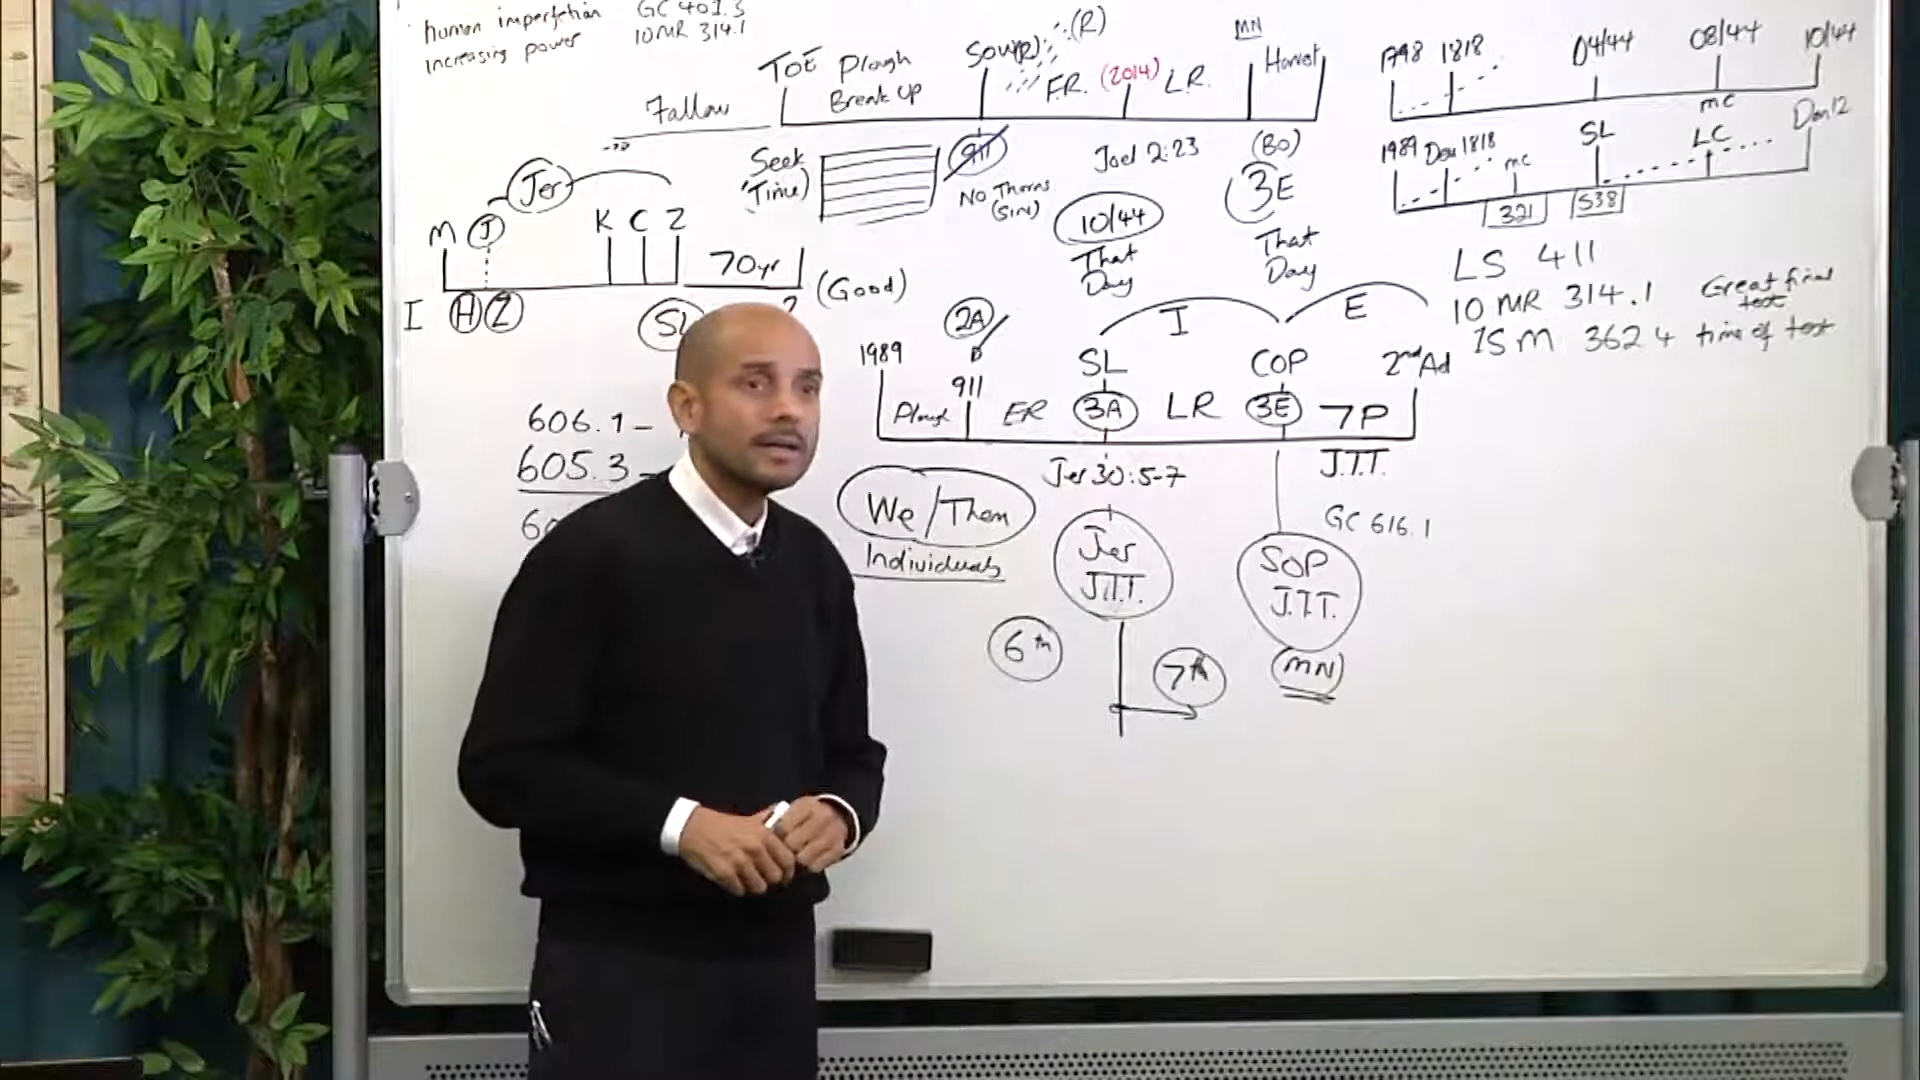 human imperfection GC 401.3
increasing power 10MR 314.1
Fallow
TOE Plough
Break up
Sow(R) (R)
F.R. (2014) L.R.
MN
Harvest
Seek
Time)
911
No Thorns
(SIN)
Joel 2:23
(Bo)
10/44
That
Day
3E
That
Day
1798 1818 04/44 08/44 10/44
mc
1989 Dan 1818 mc SL LC Dan 12
321 538
Jer
M J K C Z
70yr
(Good)
I H Z
606.1 -
605.3 -
LS 411
10 MR 314.1 Great final
test
1SM 362 4 time of test
2A
I E
1989 911 SL COP 2nd Ad
Plough ER 3A LR 3E 7P
Jer 30:5-7 J.T.T.
GC 616.1
We/Them
Individuals
Jer
J.T.T.
SOP
J.T.T.
(MN)
6th 7th